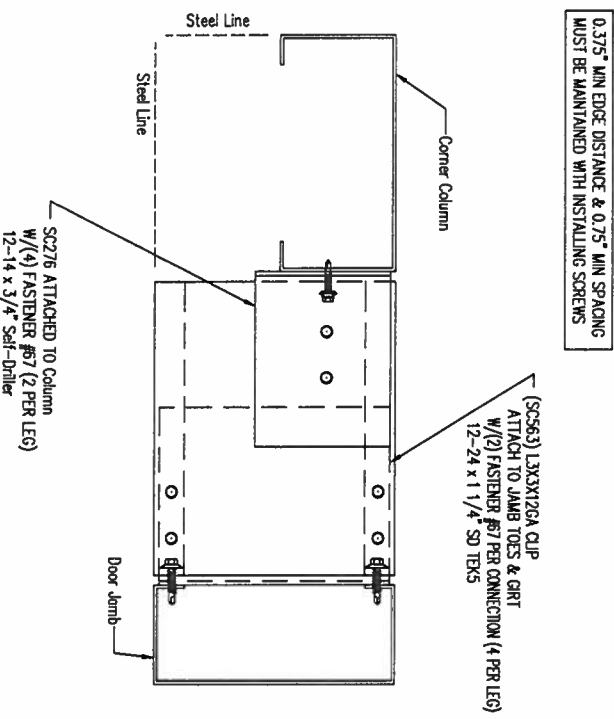 0.375" MIN EDGE DISTANCE & 0.75" MIN SPACING
MUST BE MAINTAINED WITH INSTALLING SCREWS
Steel Line
Steel Line
Corner Column
(SC563) L3X3X12GA CLIP
ATTACH TO JAMB TOES & GIRT
W/(2) FASTENER #67 PER CONNECTION (4 PER LEG)
12-24 x 1 1/4" SD TEK5
SC276 ATTACHED TO Column
W/(4) FASTENER #67 (2 PER LEG)
12-14 x 3/4" Self-Driller
Door Jamb